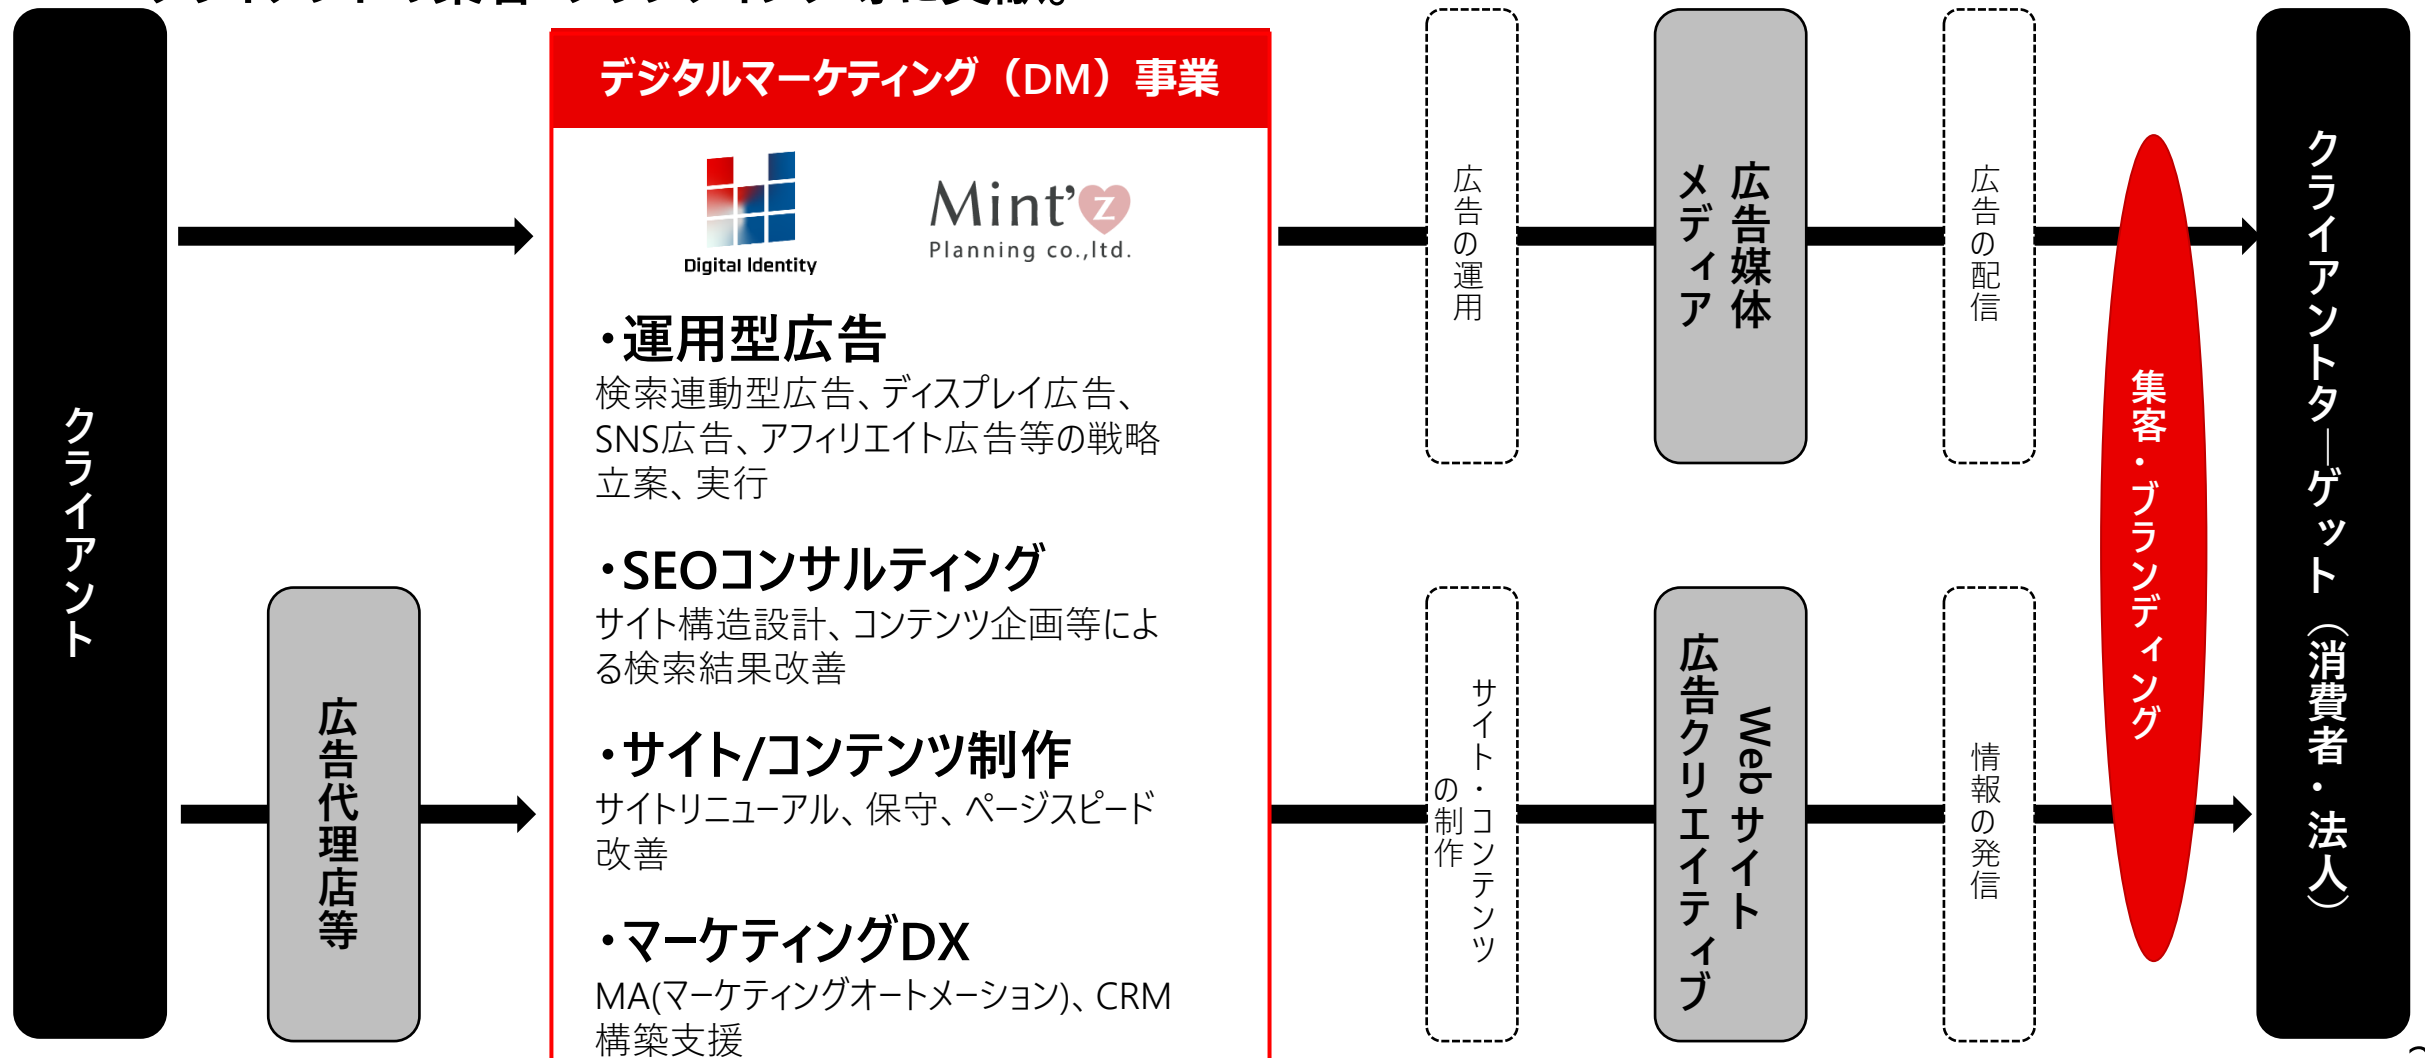 クライアント
広告代理店等
デジタルマーケティング（DM）事業
Digital Identity
Mint'z
Planning co.,ltd.
・運用型広告
検索連動型広告、ディスプレイ広告、
SNS広告、アフィリエイト広告等の戦略
立案、実行
・SEOコンサルティング
サイト構造設計、コンテンツ企画等によ
る検索結果改善
・サイト/コンテンツ制作
サイトリニューアル、保守、ページスピード
改善
・マーケティングDX
MA(マーケティングオートメーション)、CRM
構築支援
広告の運用
広告媒体
メディア
広告の配信
サイト・コンテンツ
の制作
Webサイト
広告クリエイティブ
情報の発信
集客・ブランディング
クライアントターゲット（消費者・法人）